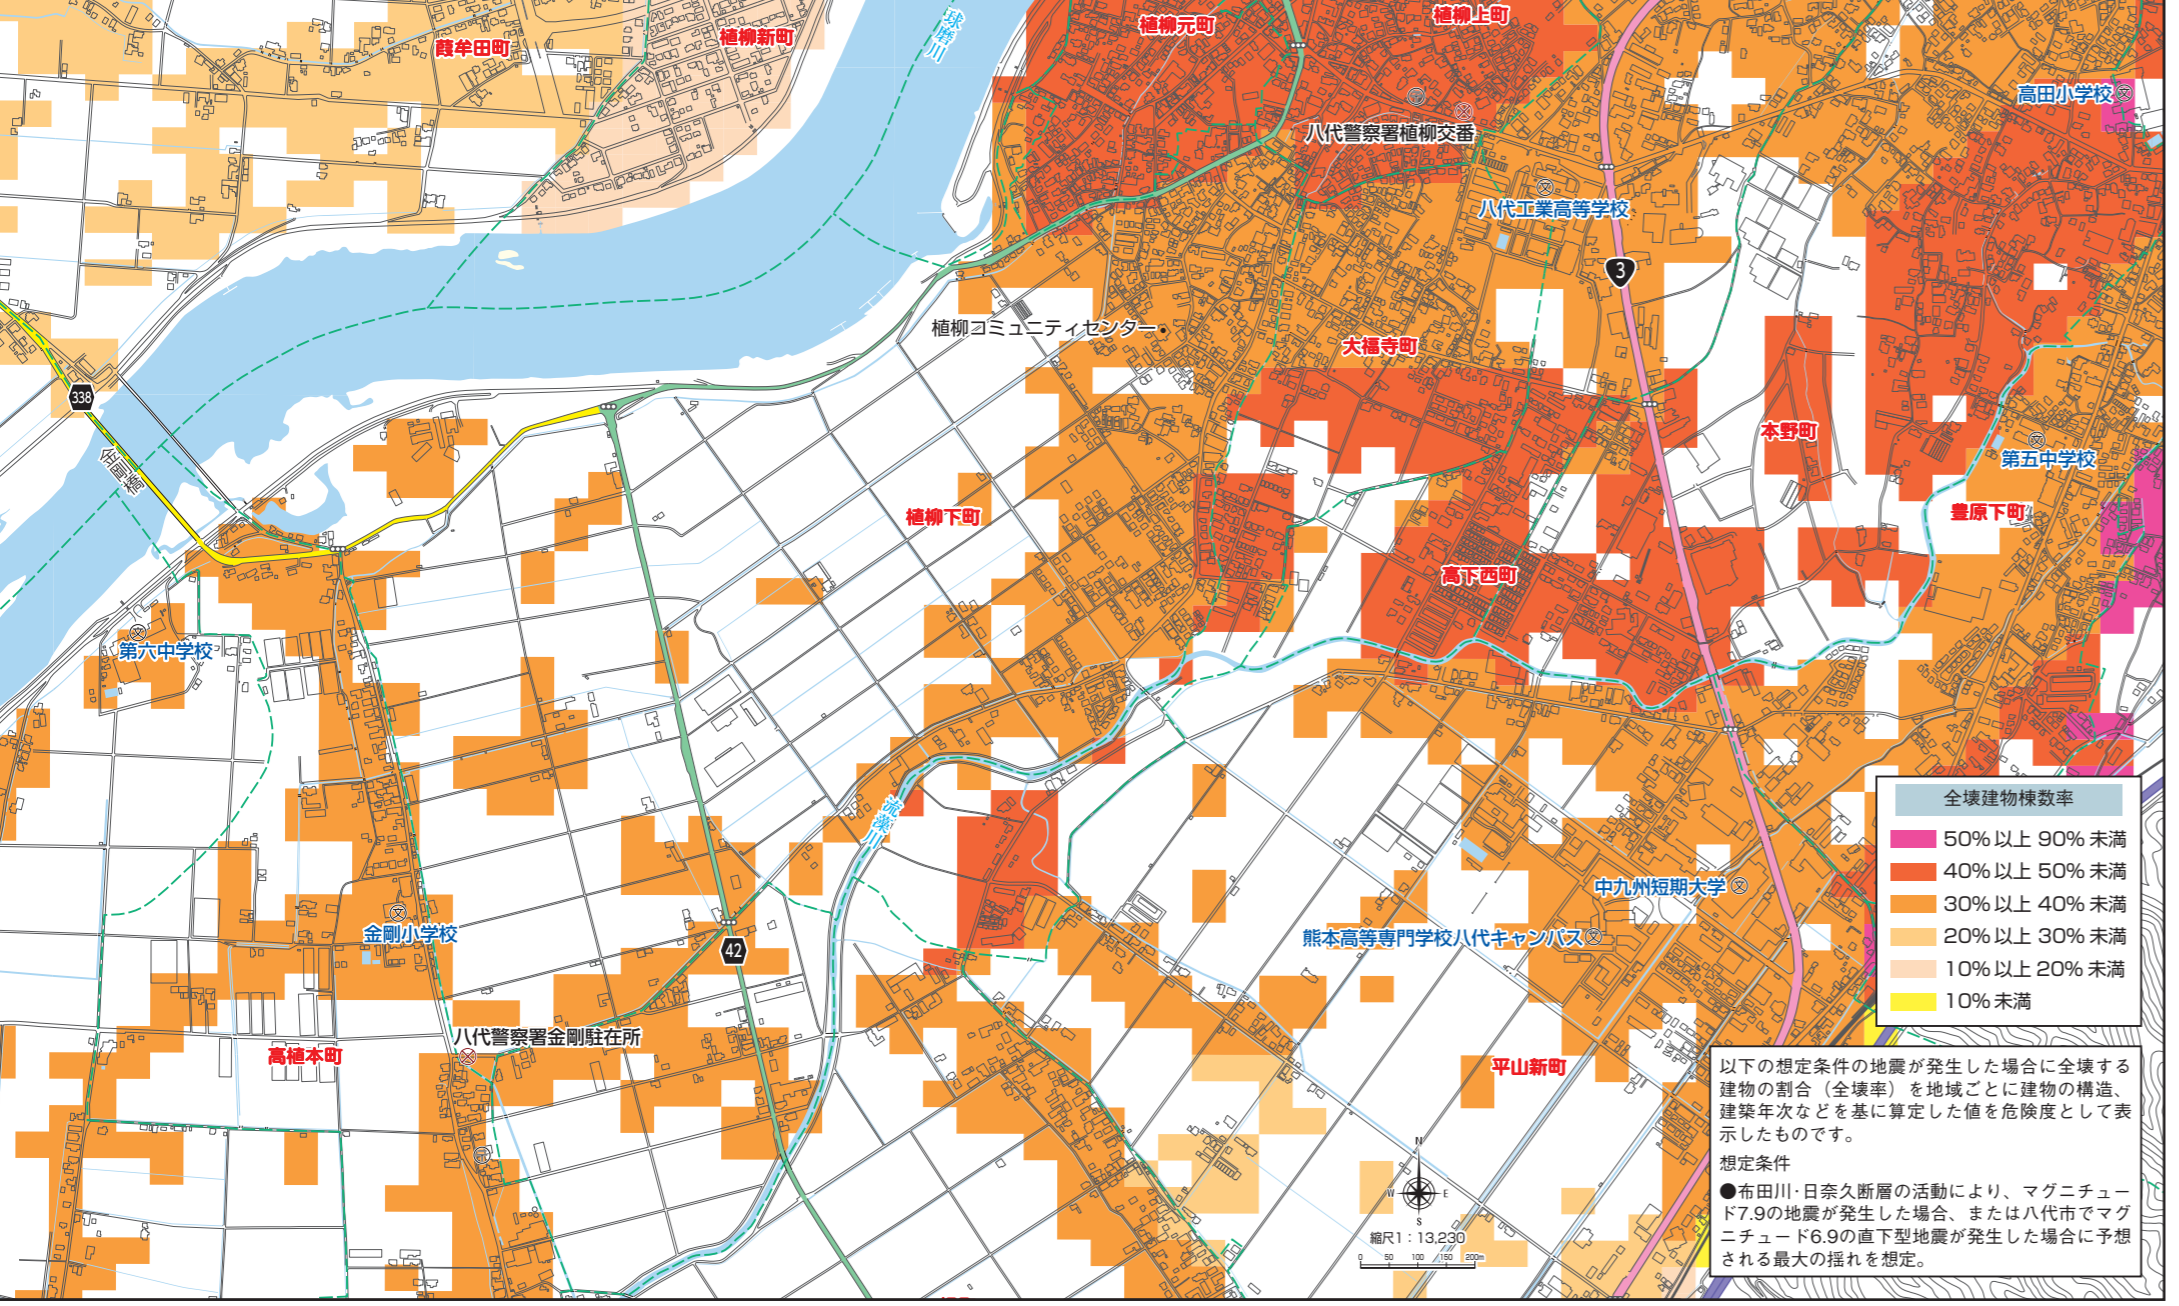 葭牟田町
植柳新町
球磨川
植柳元町
植柳上町
高田小学校
八代警察署植柳交番
八代工業高等学校
3
植柳コミュニティセンター
大福寺町
338
金剛橋
本野町
第五中学校
植柳下町
豊原下町
高下西町
第六中学校
流藻川
中九州短期大学
金剛小学校
熊本高等専門学校八代キャンパス
42
八代警察署金剛駐在所
高植本町
平山新町
全壊建物棟数率
50%以上 90%未満
40%以上 50%未満
30%以上 40%未満
20%以上 30%未満
10%以上 20%未満
10%未満
以下の想定条件の地震が発生した場合に全壊する
建物の割合（全壊率）を地域ごとに建物の構造、
建築年次などを基に算定した値を危険度として表
示したものです。
想定条件
●布田川･日奈久断層の活動により、マグニチュー
ド7.9の地震が発生した場合、または八代市でマグ
ニチュード6.9の直下型地震が発生した場合に予想
される最大の揺れを想定。
N
W E
S
縮尺1：13,230
0 50 100 150 200m